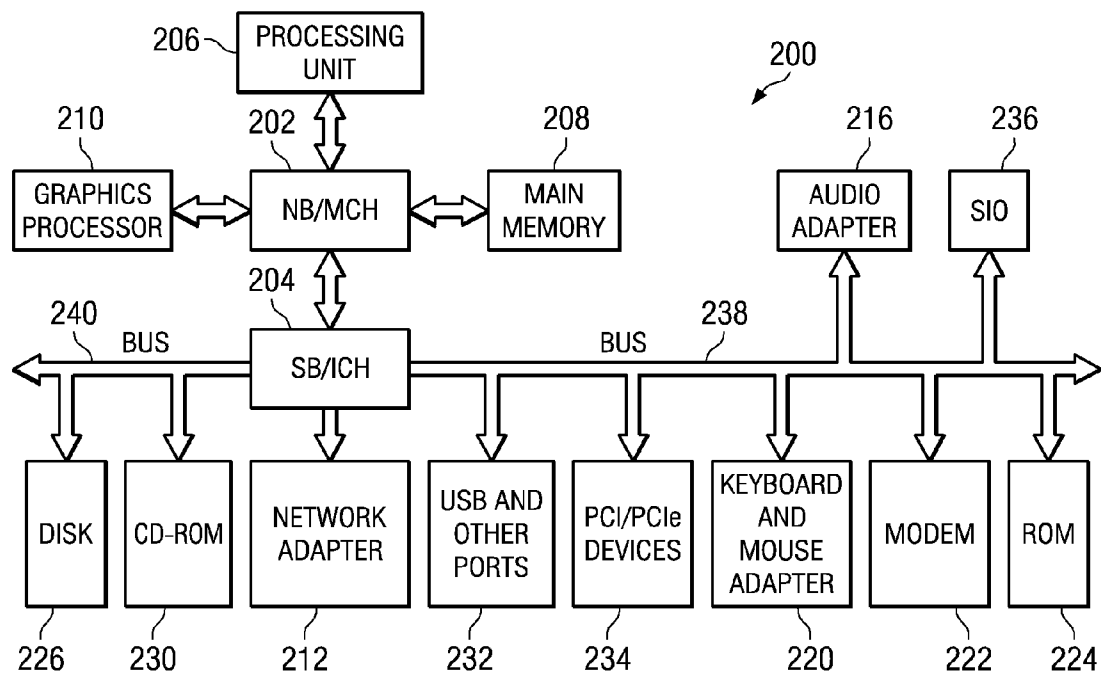 206
PROCESSING
UNIT
200
210
202
208
216
236
GRAPHICS
PROCESSOR
NB/MCH
MAIN
MEMORY
AUDIO
ADAPTER
SIO
204
240
BUS
SB/ICH
BUS
238
DISK
CD-ROM
NETWORK
ADAPTER
USB AND
OTHER
PORTS
PCI/PCIe
DEVICES
KEYBOARD
AND
MOUSE
ADAPTER
MODEM
ROM
226
230
212
232
234
220
222
224